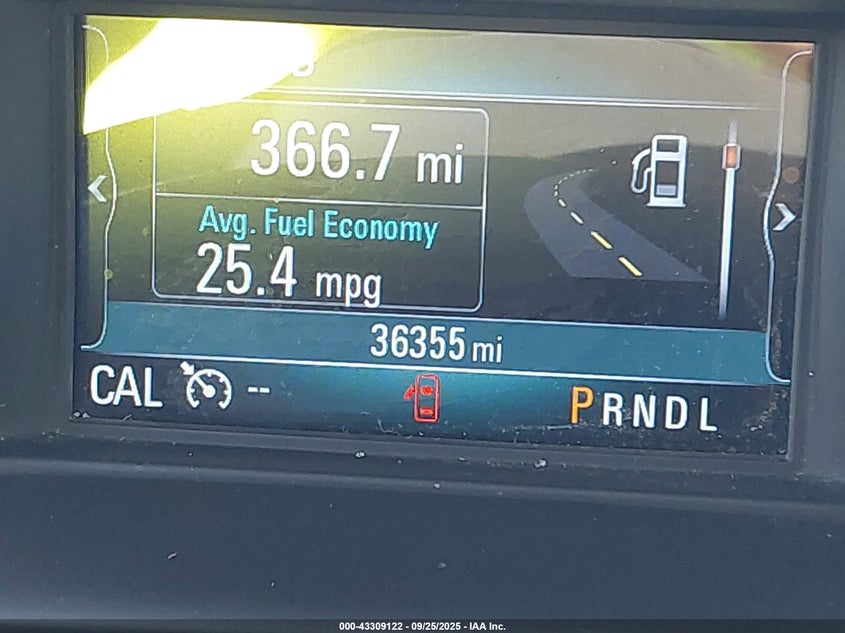 366.7 mi
Avg. Fuel Economy
25.4 mpg
36355 mi
CAL -- PRNDL
000-43309122 - 09/25/2025 - IAA Inc.